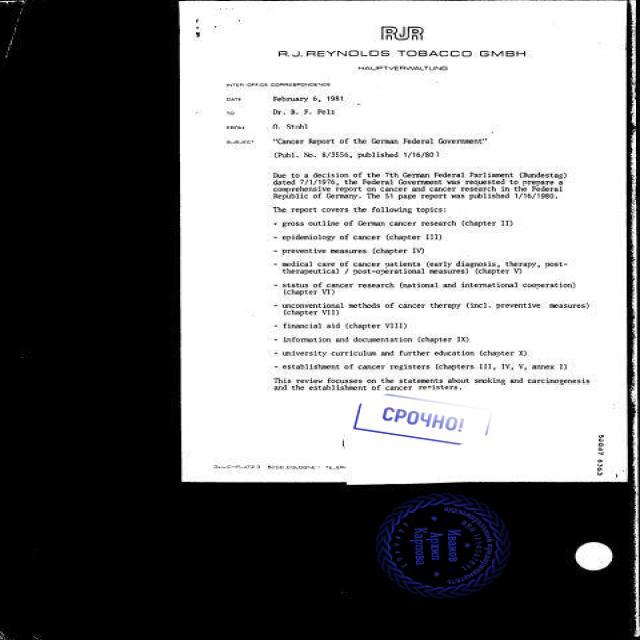 RJR
R.J. REYNOLDS TOBACCO GMBH
HAUPTVERWALTUNG
INTER OFFICE CORRESPONDENCE
DATE February 6, 1981
TO Dr. B. F. Pelz
FROM O. Stuhl
SUBJECT "Cancer Report of the German Federal Government"
(Publ. No. 8/3556, published 1/16/80)
Due to a decision of the 7th German Federal Parliament (Bundestag)
dated 7/1/1976, the Federal Government was requested to prepare a
comprehensive report on cancer and cancer research in the Federal
Republic of Germany. The 51 page report was published 1/16/1980.
The report covers the following topics:
- gross outline of German cancer research (chapter II)
- epidemiology of cancer (chapter III)
- preventive measures (chapter IV)
- medical care of cancer patients (early diagnosis, therapy, post-
therapeutical / post-operational measures) (chapter V)
- status of cancer research (national and international cooperation)
(chapter VI)
- unconventional methods of cancer therapy (incl. preventive measures)
(chapter VII)
- financial aid (chapter VIII)
- information and documentation (chapter IX)
- university curriculum and further education (chapter X)
- establishment of cancer registers (chapters III, IV, V, annex I)
This review focusses on the statements about smoking and carcinogenesis
and the establishment of cancer registers.
СРОЧНО!